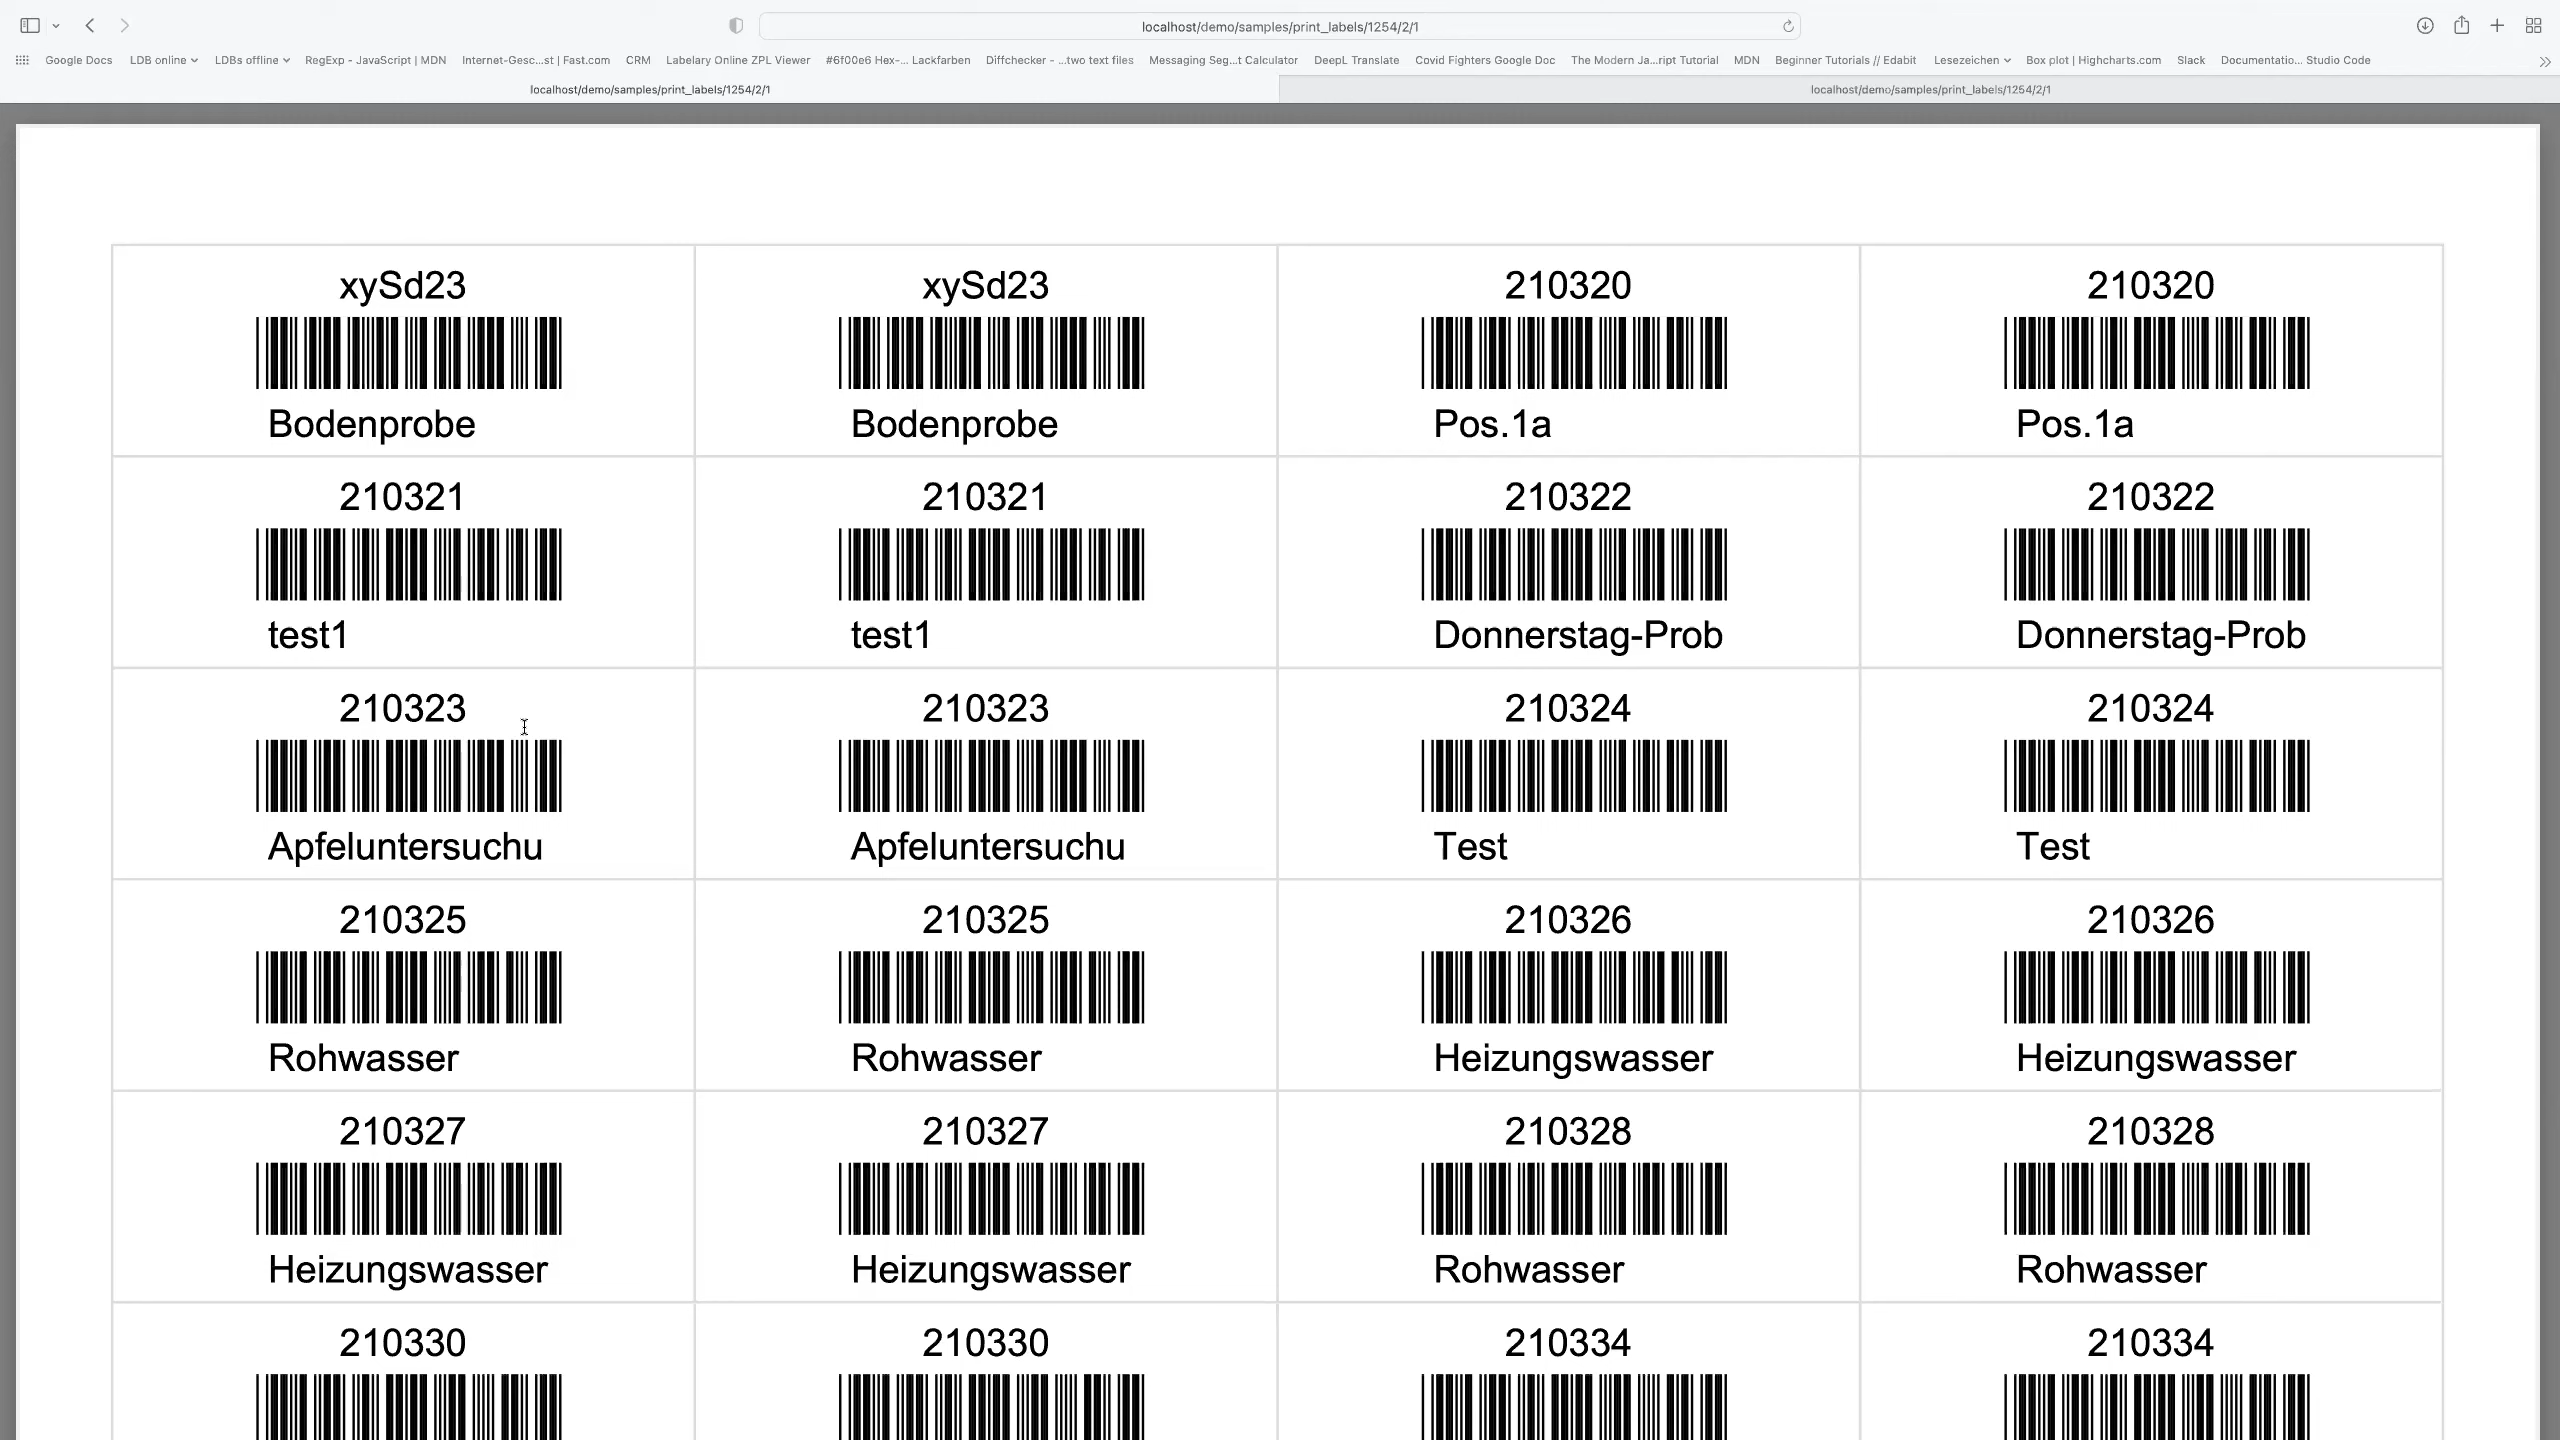 localhost/demo/samples/print_labels/1254/2/1
Google Docs LDB online LDBs offline RegExp - JavaScript | MDN Internet-Gesc...st | Fast.com CRM Labelary Online ZPL Viewer #6f00e6 Hex-... Lackfarben Diffchecker - ...two text files Messaging Seg...t Calculator DeepL Translate Covid Fighters Google Doc The Modern Ja...ript Tutorial MDN Beginner Tutorials // Edabit Lesezeichen Box plot | Highcharts.com Slack Documentatio... Studio Code
localhost/demo/samples/print_labels/1254/2/1 localhost/demo/samples/print_labels/1254/2/1
xySd23 xySd23 210320 210320
Bodenprobe Bodenprobe Pos.1a Pos.1a
210321 210321 210322 210322
test1 test1 Donnerstag-Prob Donnerstag-Prob
210323 210323 210324 210324
Apfeluntersuchu Apfeluntersuchu Test Test
210325 210325 210326 210326
Rohwasser Rohwasser Heizungswasser Heizungswasser
210327 210327 210328 210328
Heizungswasser Heizungswasser Rohwasser Rohwasser
210330 210330 210334 210334